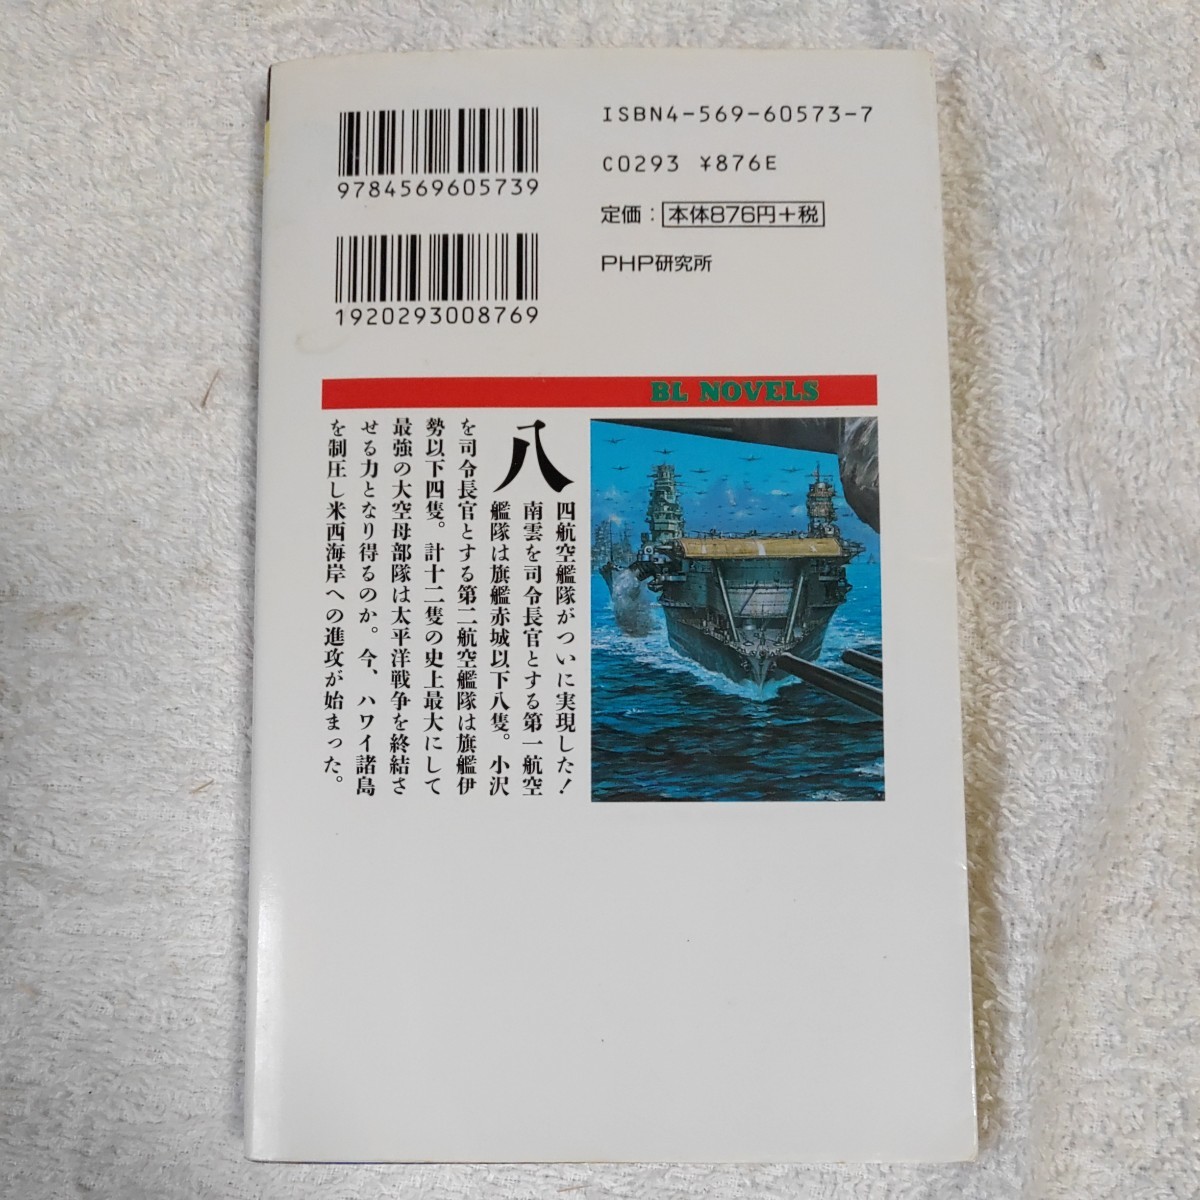 ISBN4-569-60573-7
C0293 ¥876E
定価：本体876円+税
PHP研究所
9784569605739
1920293008769
BL NOVELS
八四航空艦隊がついに実現した！
南雲を司令長官とする第一航空
艦隊は旗艦赤城以下八隻。小沢
を司令長官とする第二航空艦隊は旗艦伊
勢以下四隻。計十二隻の史上最大にして
最強の大空母部隊は太平洋戦争を終結さ
せる力となり得るのか。今、ハワイ諸島
を制圧し米西海岸への進攻が始まった。